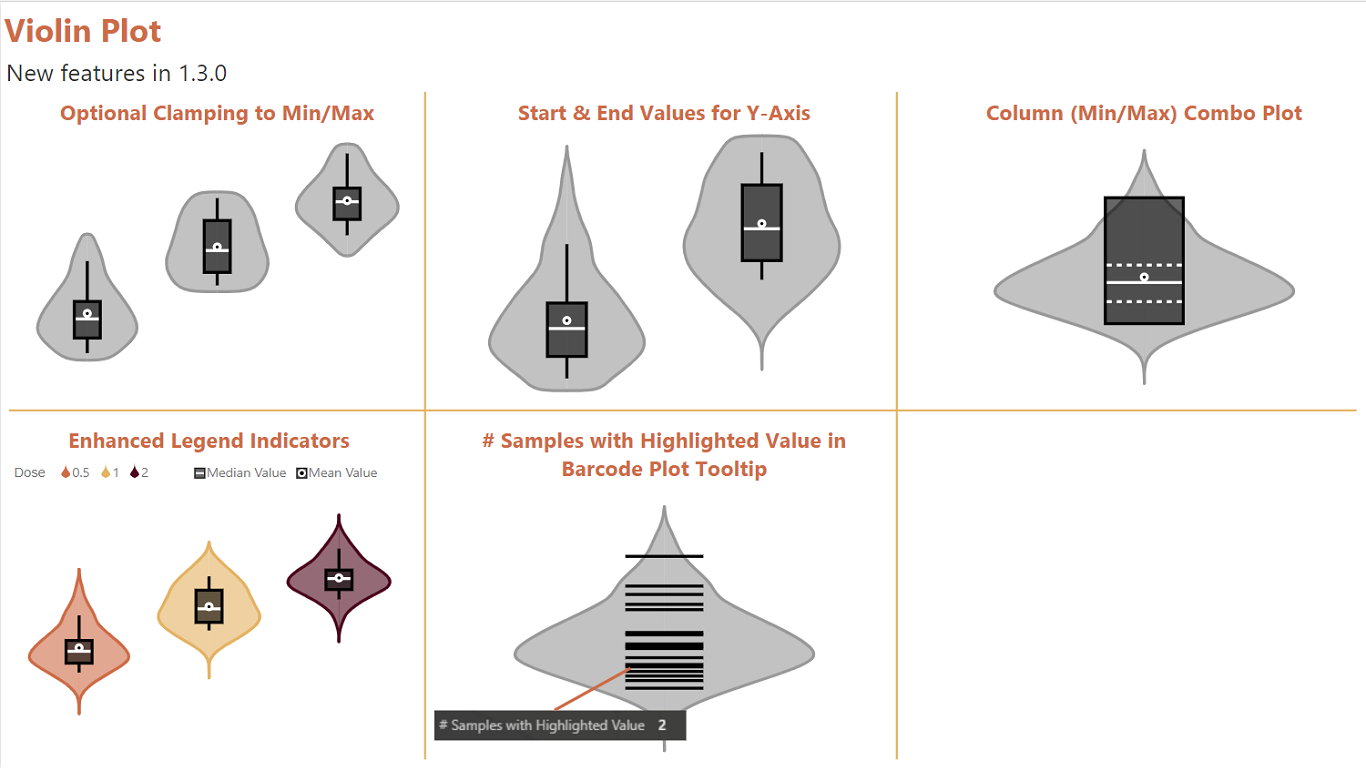 Violin Plot
New features in 1.3.0
Optional Clamping to Min/Max
Start & End Values for Y-Axis
Column (Min/Max) Combo Plot
Enhanced Legend Indicators
Dose 0.5 1 2 Median Value Mean Value
# Samples with Highlighted Value in
Barcode Plot Tooltip
# Samples with Highlighted Value 2